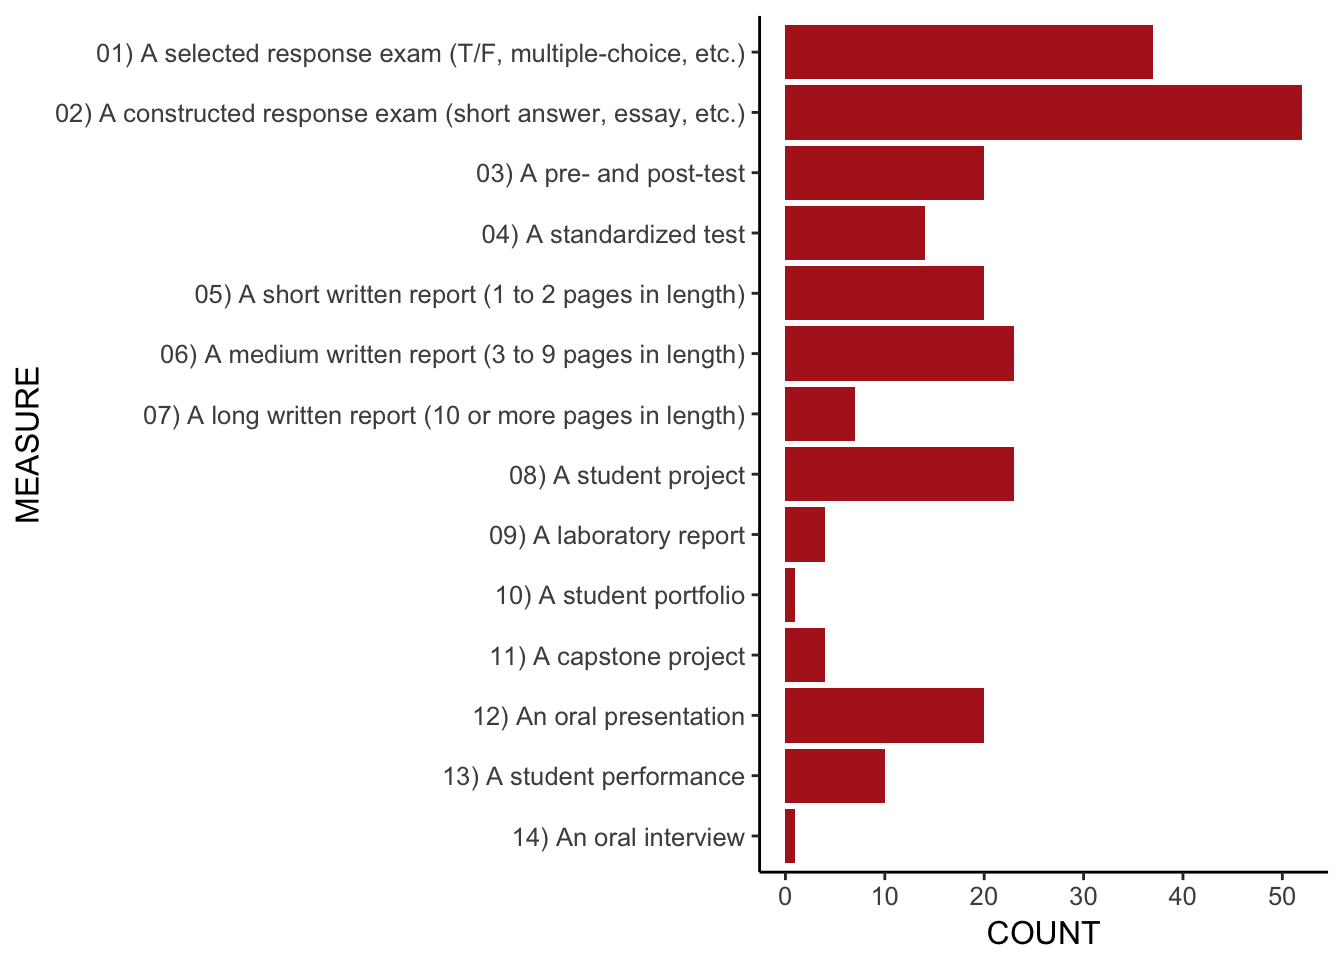 01) A selected response exam (T/F, multiple-choice, etc.)
02) A constructed response exam (short answer, essay, etc.)
03) A pre- and post-test
04) A standardized test
05) A short written report (1 to 2 pages in length)
06) A medium written report (3 to 9 pages in length)
07) A long written report (10 or more pages in length)
08) A student project
09) A laboratory report
10) A student portfolio
11) A capstone project
12) An oral presentation
13) A student performance
14) An oral interview
MEASURE
0 10 20 30 40 50
COUNT